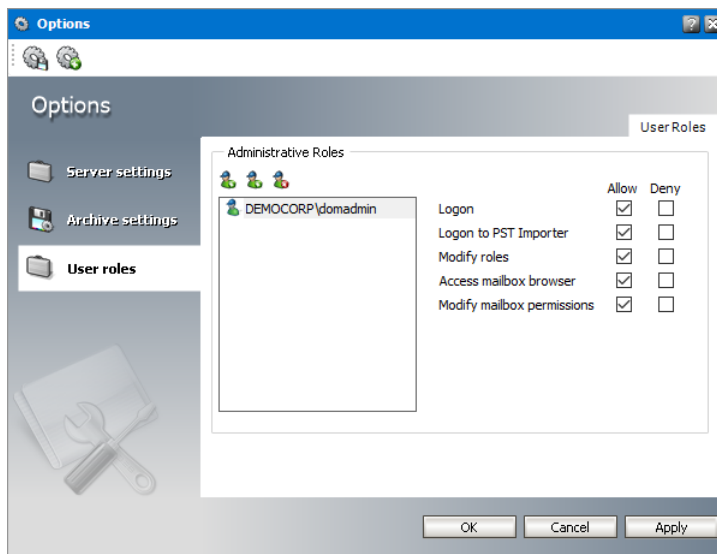 Options
Options
User Roles
Server settings
Archive settings
User roles
Administrative Roles
Allow Deny
DEMOCORP\domadmin
Logon
Logon to PST Importer
Modify roles
Access mailbox browser
Modify mailbox permissions
OK Cancel Apply